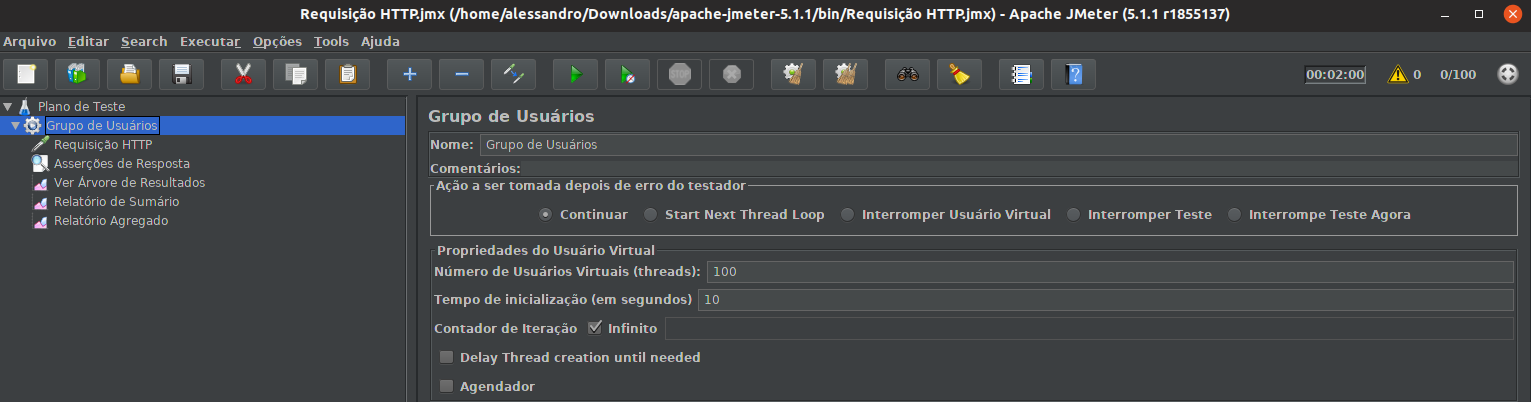 Requisição HTTP.jmx (/home/alessandro/Downloads/apache-jmeter-5.1.1/bin/Requisição HTTP.jmx) - Apache JMeter (5.1.1 r1855137)
Arquivo Editar Search Executar Opções Tools Ajuda
STOP 00:02:00 0 0/100
Plano de Teste
Grupo de Usuários
Requisição HTTP
Asserções de Resposta
Ver Árvore de Resultados
Relatório de Sumário
Relatório Agregado
Grupo de Usuários
Nome: Grupo de Usuários
Comentários:
Ação a ser tomada depois de erro do testador
Continuar Start Next Thread Loop Interromper Usuário Virtual Interromper Teste Interrompe Teste Agora
Propriedades do Usuário Virtual
Número de Usuários Virtuais (threads): 100
Tempo de inicialização (em segundos) 10
Contador de Iteração Infinito
Delay Thread creation until needed
Agendador